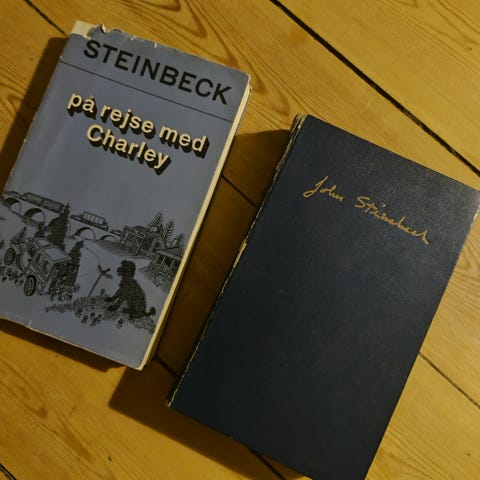 STEINBECK
på rejse med
Charley
John Steinbeck